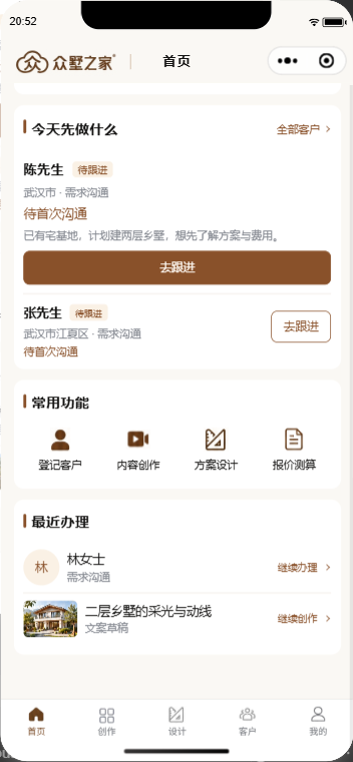 20:52
众墅之家
首页
今天先做什么
全部客户 >
陈先生 待跟进
武汉市 · 需求沟通
待首次沟通
已有宅基地，计划建两层乡墅，想先了解方案与费用。
去跟进
张先生 待跟进
武汉市江夏区 · 需求沟通
待首次沟通
去跟进
常用功能
登记客户 内容创作 方案设计 报价测算
最近办理
林 林女士
需求沟通
继续办理 >
二层乡墅的采光与动线
文案草稿
继续创作 >
首页 创作 设计 客户 我的